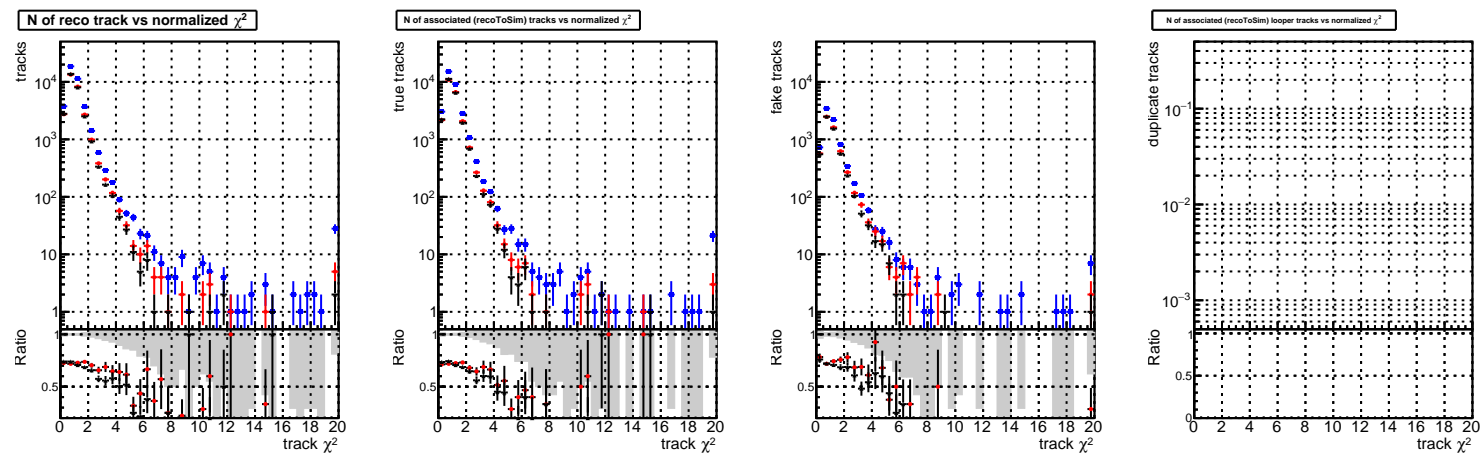 N of reco track vs normalized χ²
N of associated (recoToSim) tracks vs normalized χ²
N of associated (recoToSim) looper tracks vs normalized χ²
tracks
10⁴
10³
10²
10
1
Ratio
1
0.5
0 2 4 6 8 10 12 14 16 18 20
track χ²
true tracks
10⁴
10³
10²
10
1
Ratio
1
0.5
0 2 4 6 8 10 12 14 16 18 20
track χ²
fake tracks
10⁴
10³
10²
10
1
Ratio
1
0.5
0 2 4 6 8 10 12 14 16 18 20
track χ²
duplicate tracks
10⁻¹
10⁻²
10⁻³
Ratio
1
0.5
0
0 2 4 6 8 10 12 14 16 18 20
track χ²